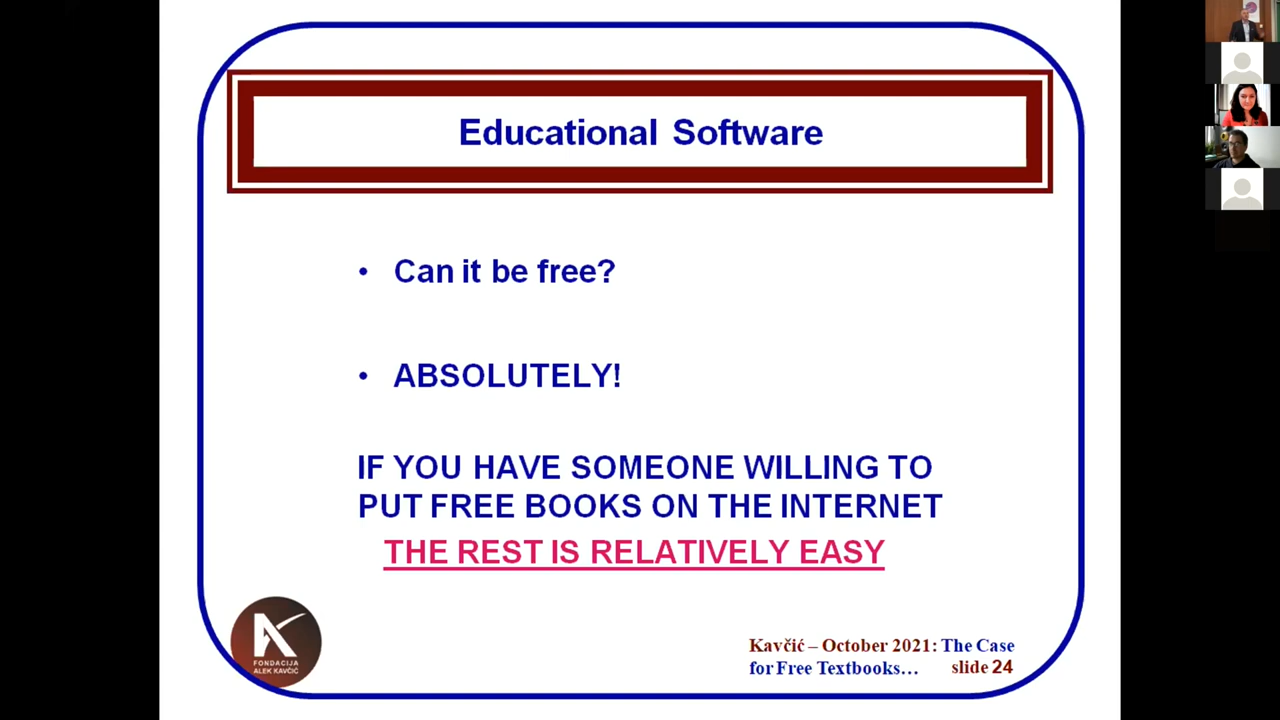 Educational Software
• Can it be free?
• ABSOLUTELY!
IF YOU HAVE SOMEONE WILLING TO
PUT FREE BOOKS ON THE INTERNET
THE REST IS RELATIVELY EASY
FONDACIJA
ALEK KAVČIĆ
Kavčić – October 2021: The Case
for Free Textbooks… slide 24